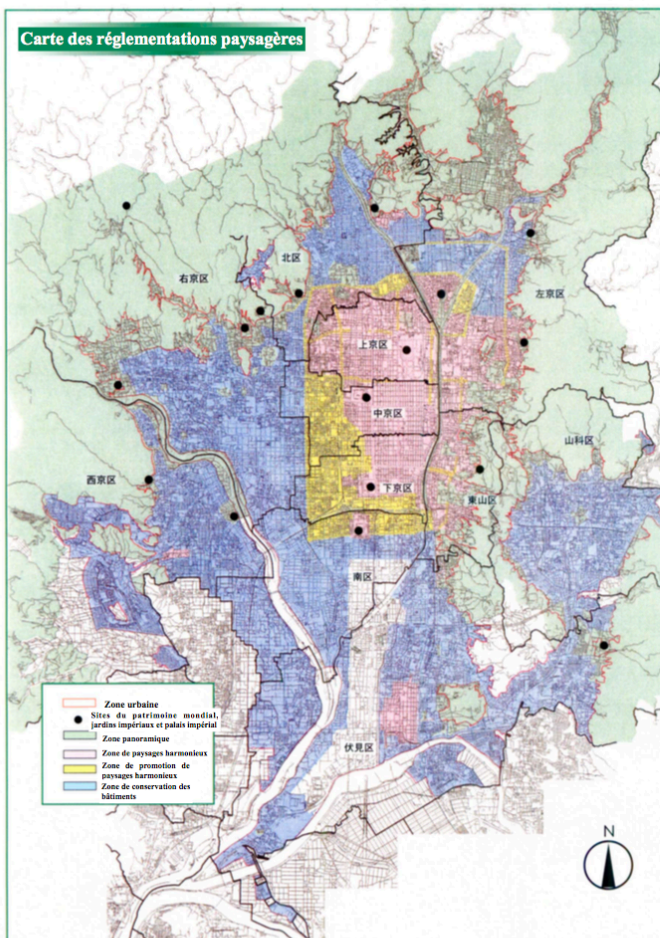 Carte des réglementations paysagères
北区
右京区
左京区
上京区
中京区
山科区
西京区
下京区
東山区
南区
伏見区
Zone urbaine
Sites du patrimoine mondial,
jardins impériaux et palais impérial
Zone panoramique
Zone de paysages harmonieux
Zone de promotion de
paysages harmonieux
Zone de conservation des
bâtiments
N